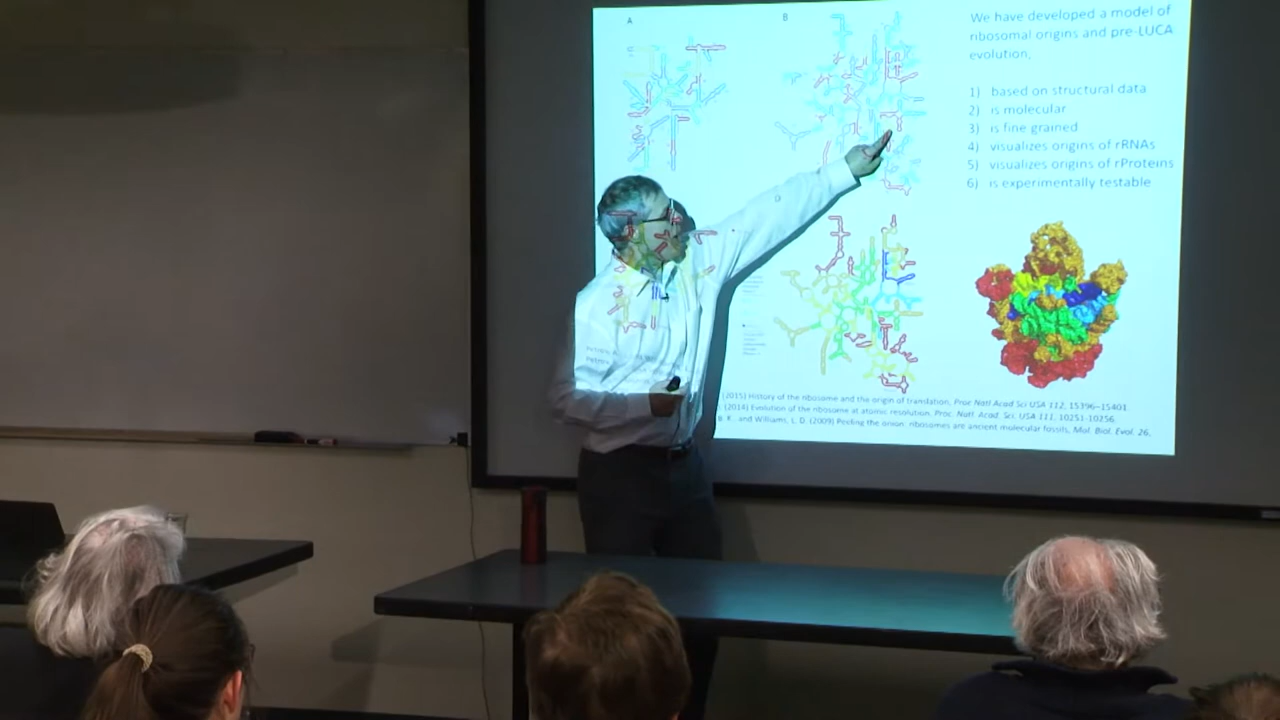 A
B
We have developed a model of
ribosomal origins and pre-LUCA
evolution,
1) based on structural data
2) is molecular
3) is fine grained
4) visualizes origins of rRNAs
5) visualizes origins of rProteins
6) is experimentally testable
D
(2015) History of the ribosome and the origin of translation, Proc Natl Acad Sci USA 112, 15396-15401.
(2014) Evolution of the ribosome at atomic resolution, Proc. Natl. Acad. Sci. USA 111, 10251-10256.
R., and Williams, L. D. (2009) Peeling the onion: ribosomes are ancient molecular fossils, Mol. Biol. Evol. 26,